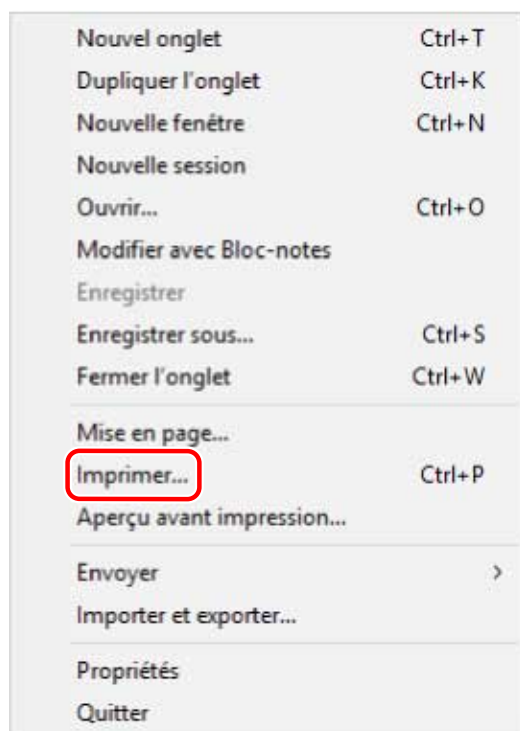 Nouvel onglet Ctrl+T
Dupliquer l'onglet Ctrl+K
Nouvelle fenêtre Ctrl+N
Nouvelle session
Ouvrir... Ctrl+O
Modifier avec Bloc-notes
Enregistrer
Enregistrer sous... Ctrl+S
Fermer l'onglet Ctrl+W
Mise en page...
Imprimer... Ctrl+P
Aperçu avant impression...
Envoyer >
Importer et exporter...
Propriétés
Quitter